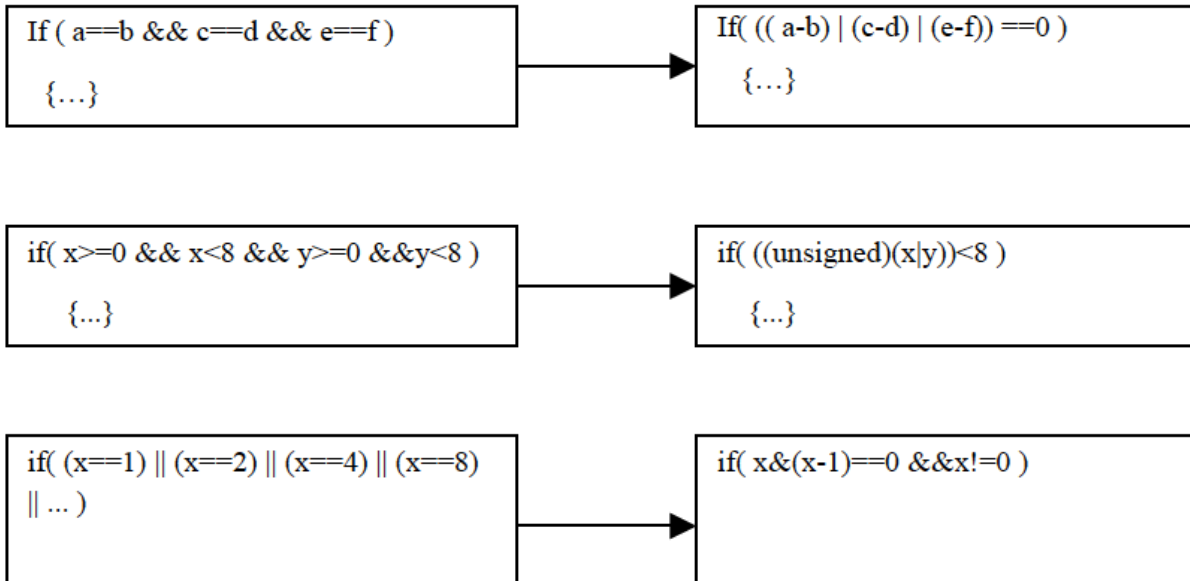 If ( a==b && c==d && e==f )
{…}
If( (( a-b) | (c-d) | (e-f)) ==0 )
{…}
if( x>=0 && x<8 && y>=0 &&y<8 )
{...}
if( ((unsigned)(x|y))<8 )
{...}
if( (x==1) || (x==2) || (x==4) || (x==8)
|| ... )
if( x&(x-1)==0 &&x!=0 )